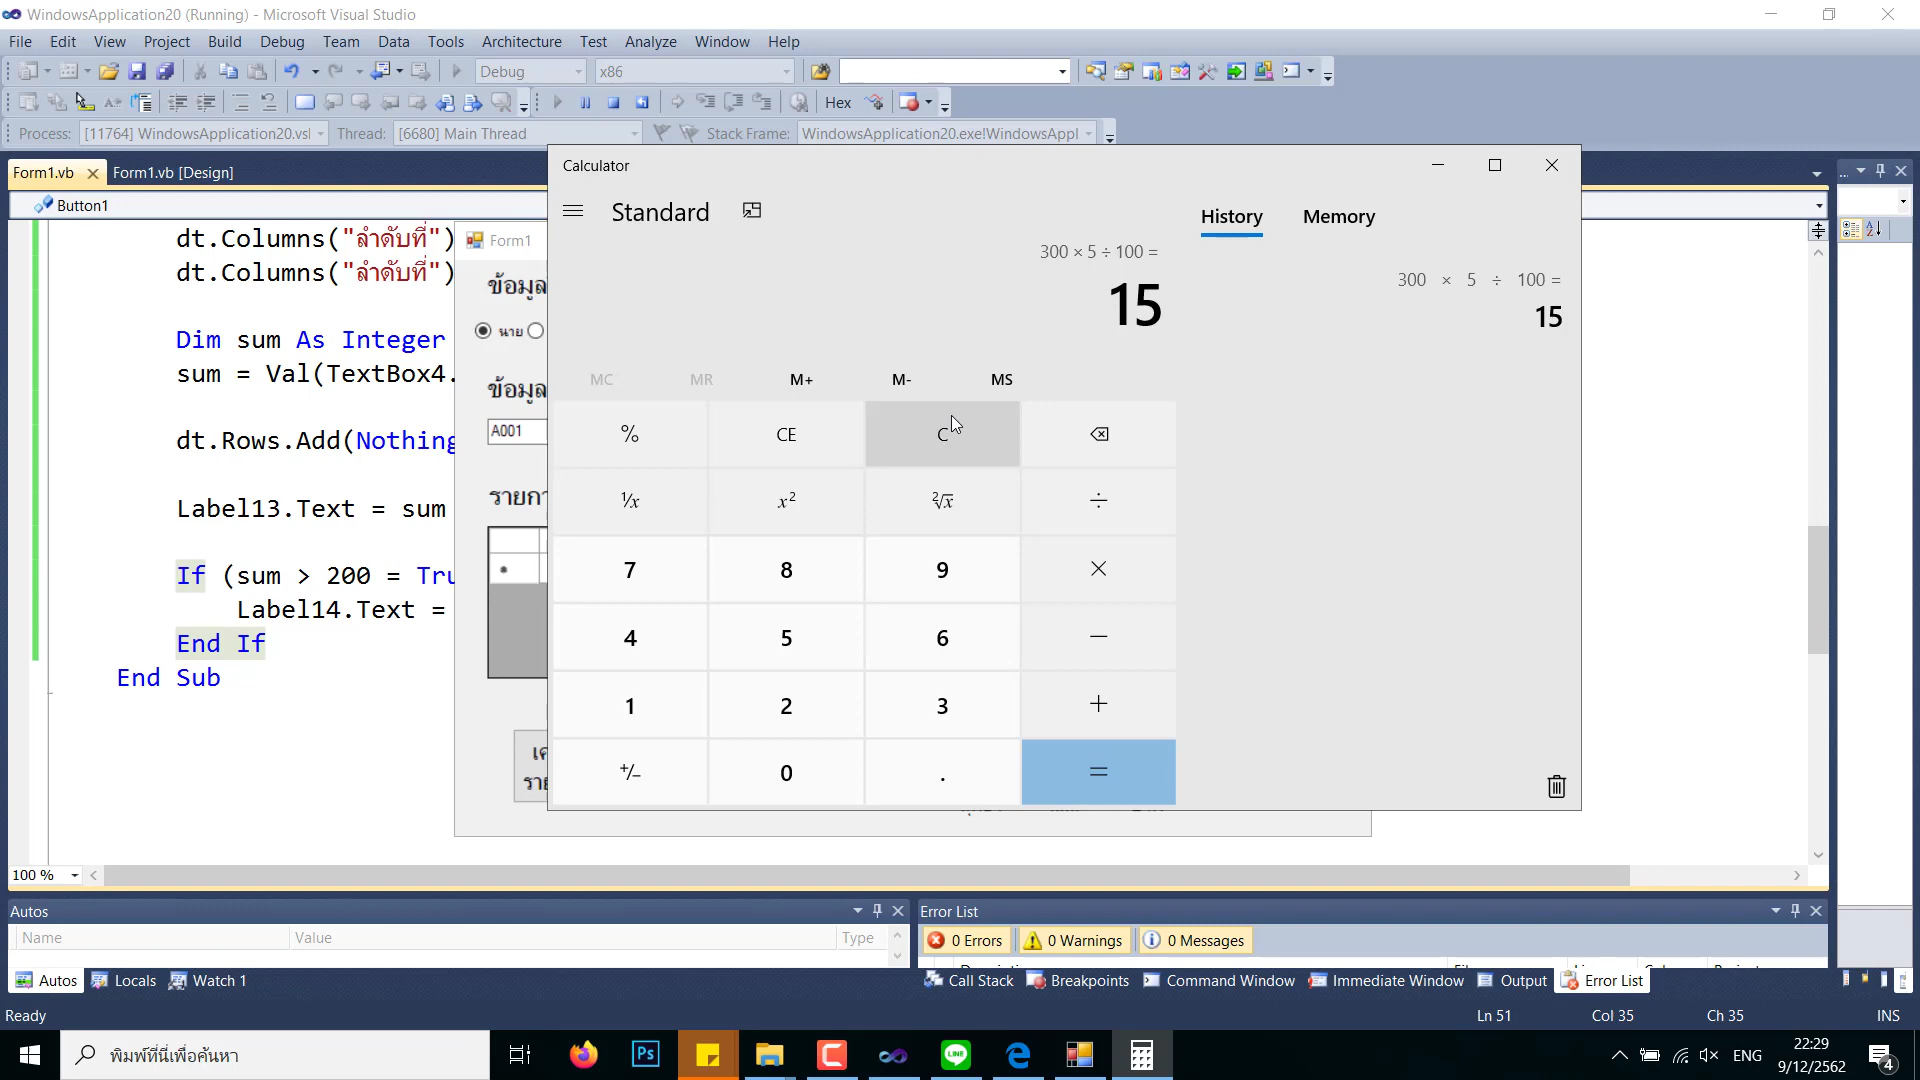 WindowsApplication20 (Running) - Microsoft Visual Studio
File Edit View Project Build Debug Team Data Tools Architecture Test Analyze Window Help
Debug x86
Hex
Process: [11764] WindowsApplication20.vsl Thread: [6680] Main Thread Stack Frame: WindowsApplication20.exe!WindowsAppl
Form1.vb Form1.vb [Design]
Button1
dt.Columns("ลำดับที่")
dt.Columns("ลำดับที่")
Dim sum As Integer
sum = Val(TextBox4.
dt.Rows.Add(Nothing
Label13.Text = sum
If (sum > 200 = Tru
Label14.Text =
End If
End Sub
Form1
ข้อมูล
นาย
ข้อมูล
A001
รายกา
Calculator
Standard
300 × 5 ÷ 100 =
15
History Memory
300 × 5 ÷ 100 =
15
MC MR M+ M- MS
% CE C
⅟x x² ²√x ÷
7 8 9 ×
4 5 6 −
1 2 3 +
+/− 0 . =
100 %
Autos
Name Value Type
Autos Locals Watch 1
Error List
0 Errors 0 Warnings 0 Messages
Call Stack Breakpoints Command Window Immediate Window Output Error List
Ready Ln 51 Col 35 Ch 35 INS
พิมพ์ที่นี่เพื่อค้นหา
Ps
LINE
ENG
22:29
9/12/2562
4